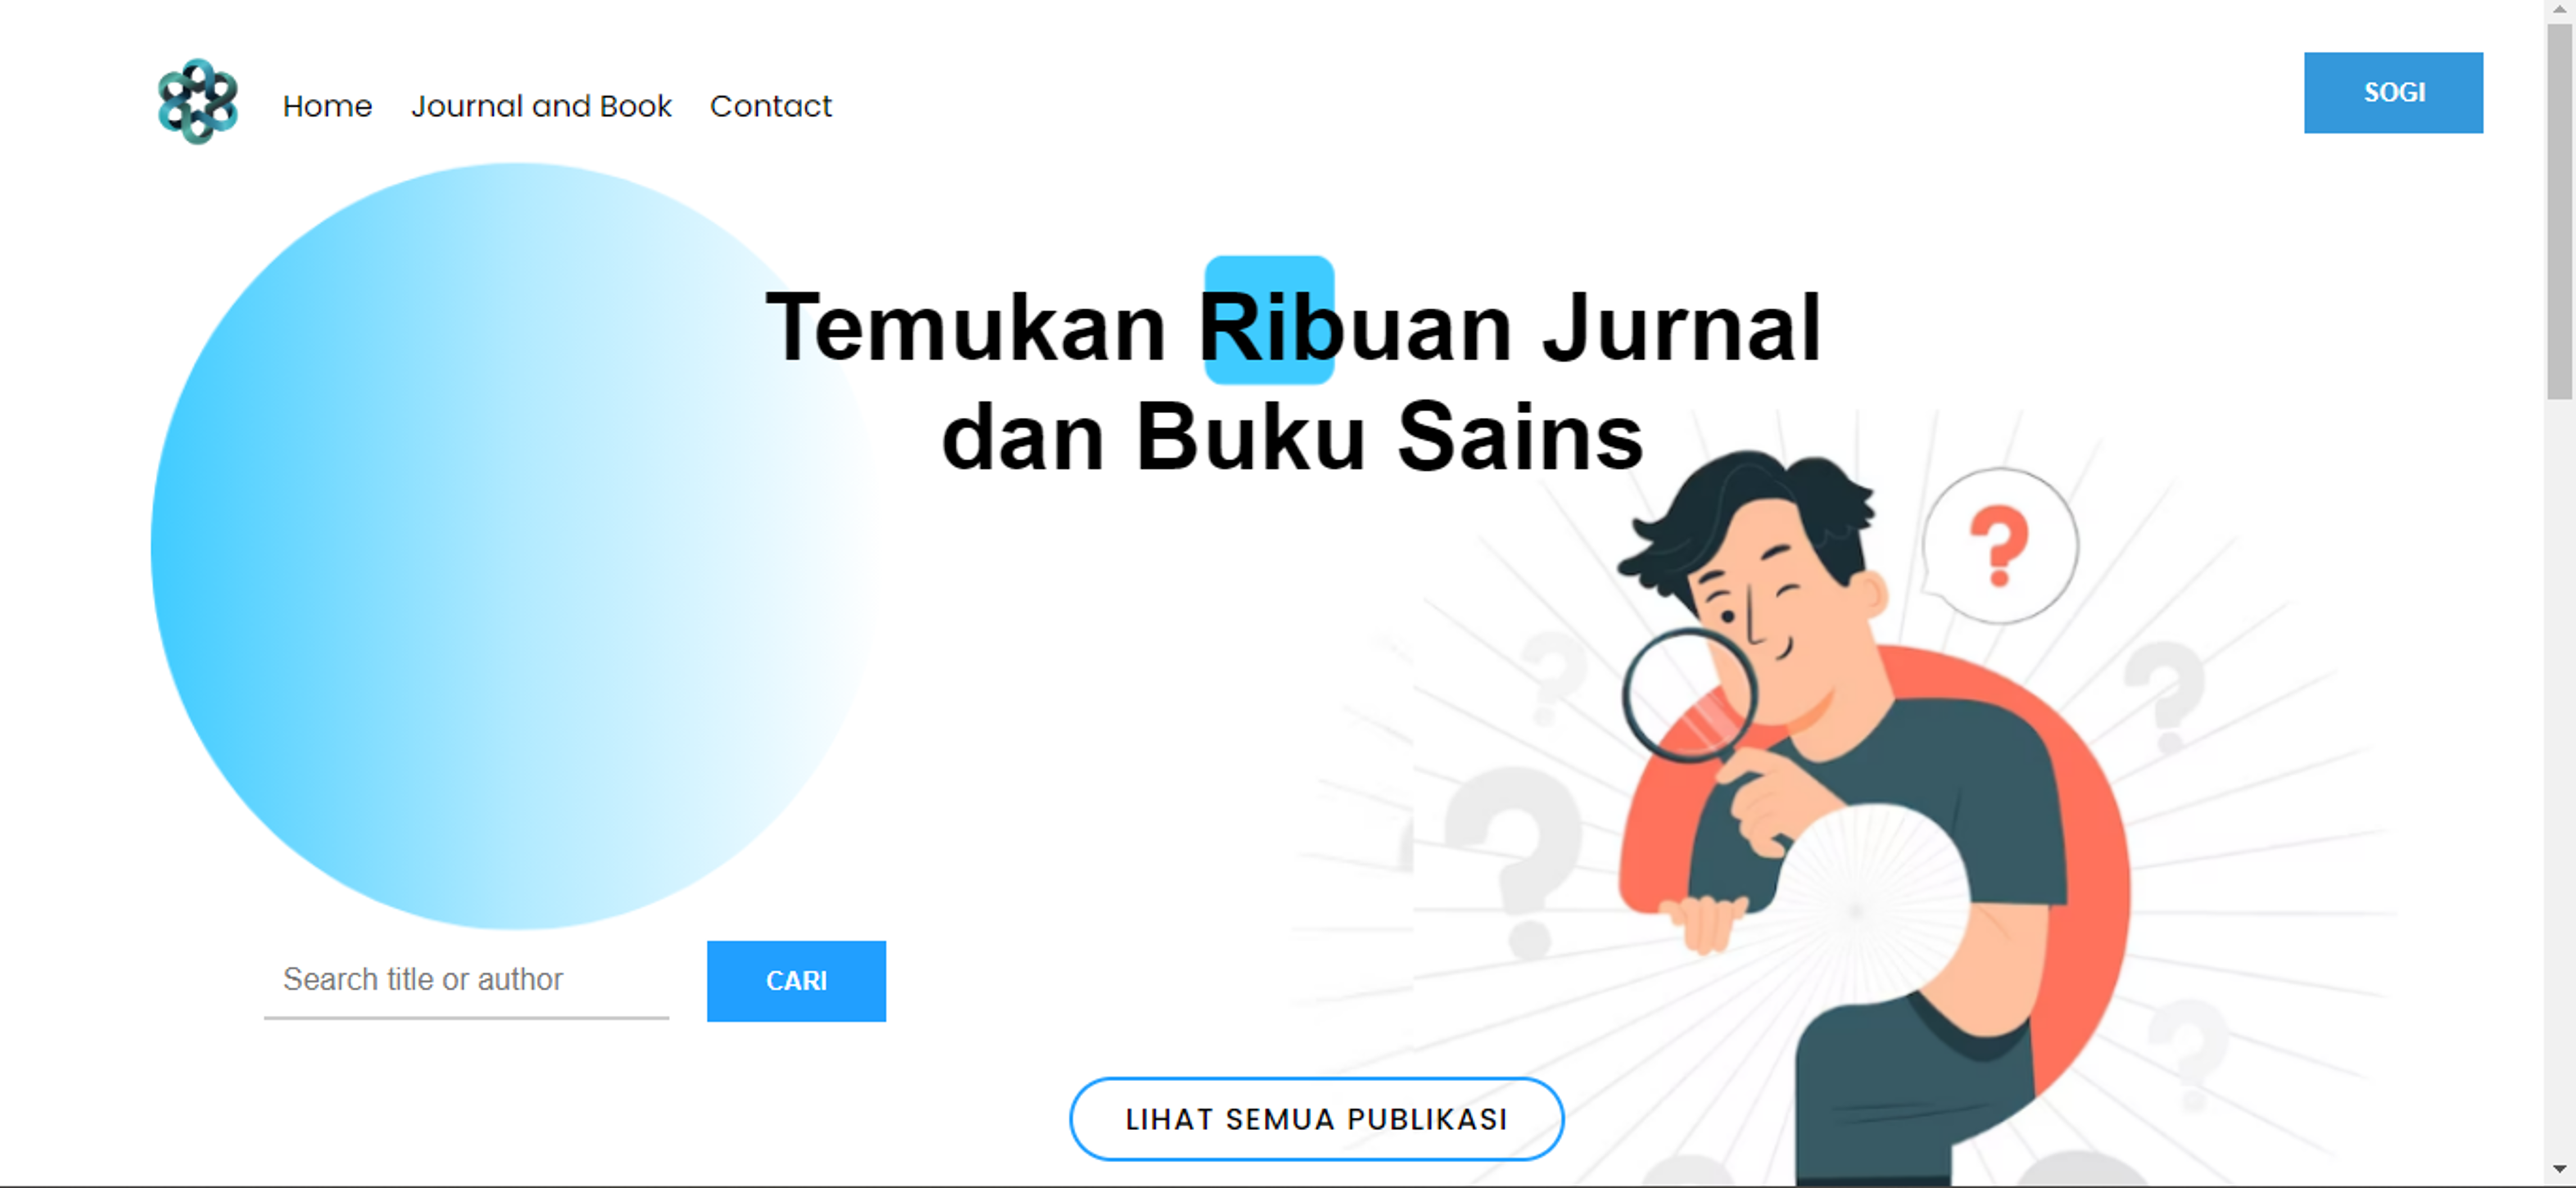 Home Journal and Book Contact
SOGI
Temukan Ribuan Jurnal
dan Buku Sains
?
?
?
?
?
Search title or author
CARI
LIHAT SEMUA PUBLIKASI